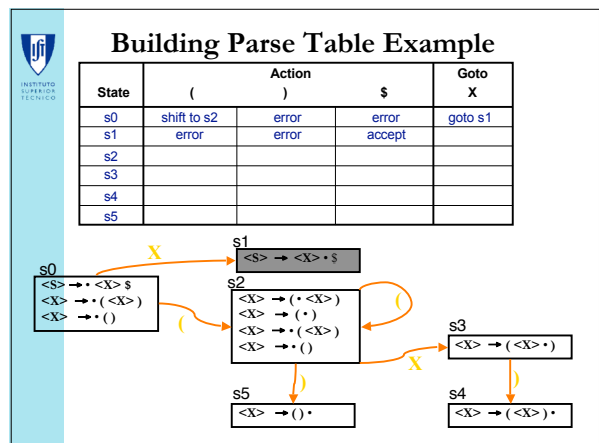 Building Parse Table Example
INSTITUTO
SUPERIOR
TÉCNICO
Action Goto
State ( ) $ X
s0 shift to s2 error error goto s1
s1 error error accept
s2
s3
s4
s5
s1
<S> → <X> • $
X
s0
<S> → • <X> $
<X> → • ( <X> )
<X> → • ( )
(
s2
<X> → ( • <X> )
<X> → ( • )
<X> → • ( <X> )
<X> → • ( )
(
X
s3
<X> → ( <X> • )
)
)
s5
<X> → ( ) •
s4
<X> → ( <X> ) •